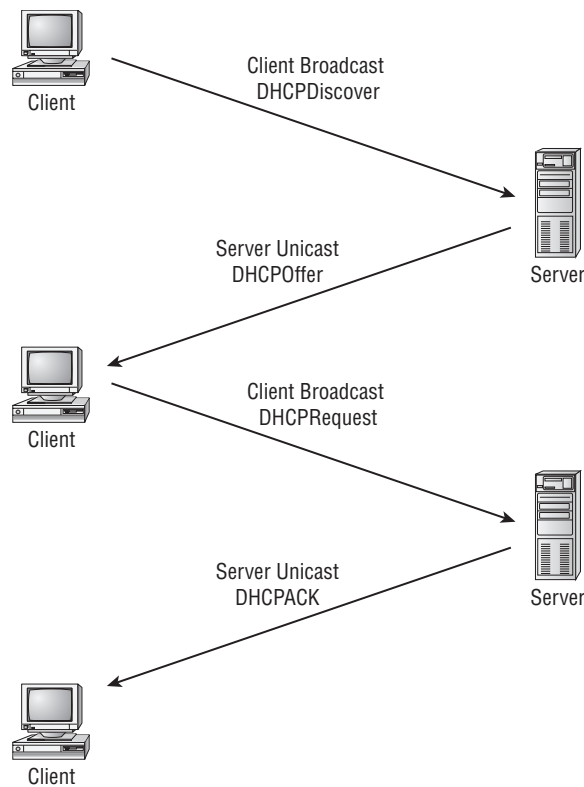 Client
Client Broadcast
DHCPDiscover
Server
Server Unicast
DHCPOffer
Client
Client Broadcast
DHCPRequest
Server
Server Unicast
DHCPACK
Client